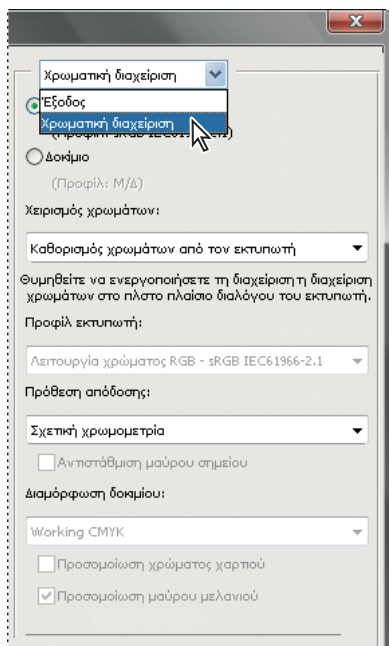 Χρωματική διαχείριση
Έξοδος
Χρωματική διαχείριση
Δοκίμιο
(Προφίλ: Μ/Δ)
Χειρισμός χρωμάτων:
Καθορισμός χρωμάτων από τον εκτυπωτή
Θυμηθείτε να ενεργοποιήσετε τη διαχείριση τη διαχείριση
χρωμάτων στο πλστο πλαίσιο διαλόγου του εκτυπωτή.
Προφίλ εκτυπωτή:
Λειτουργία χρώματος RGB - sRGB IEC61966-2.1
Πρόθεση απόδοσης:
Σχετική χρωμομετρία
Αντιστάθμιση μαύρου σημείου
Διαμόρφωση δοκιμίου:
Working CMYK
Προσομοίωση χρώματος χαρτιού
Προσομοίωση μαύρου μελανιού